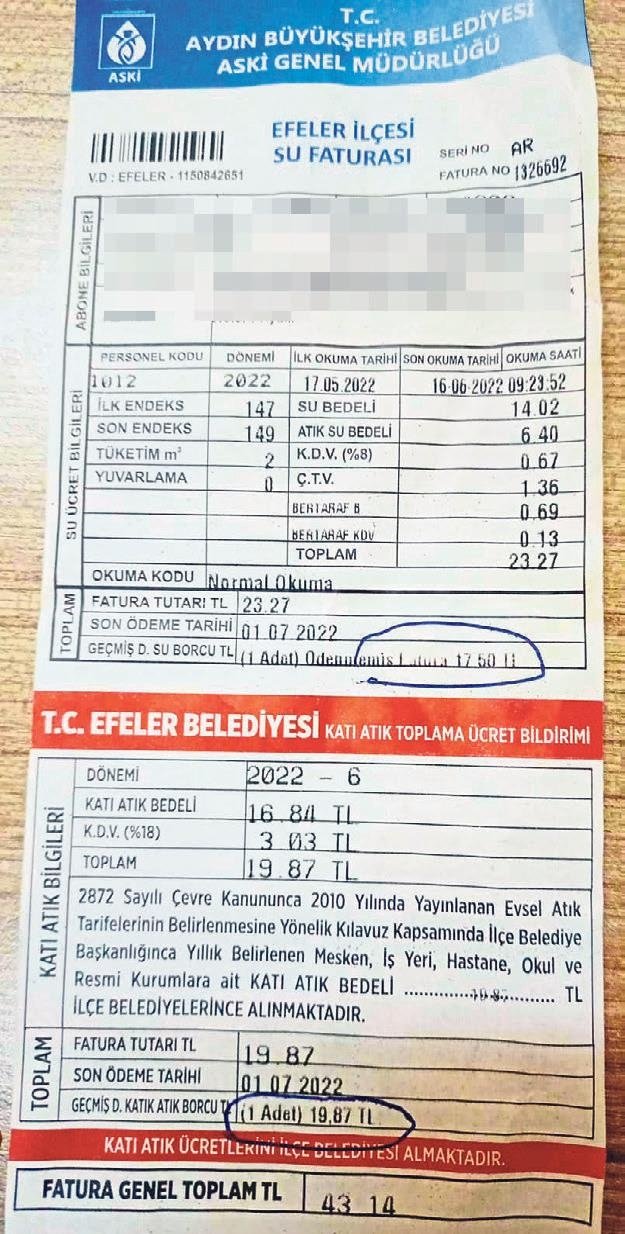 T.C.
AYDIN BÜYÜKŞEHİR BELEDİYESİ
ASKİ GENEL MÜDÜRLÜĞÜ
ASKİ
EFELER İLÇESİ
SU FATURASI
SERİ NO AR
FATURA NO 1326692
V.D : EFELER - 1150842651
ABONE BİLGİLERİ
SU ÜCRET BİLGİLERİ
PERSONEL KODU DÖNEMİ İLK OKUMA TARİHİ SON OKUMA TARİHİ OKUMA SAATİ
1012 2022 17.05.2022 16-06-2022 09:23:52
İLK ENDEKS 147 SU BEDELİ 14.02
SON ENDEKS 149 ATIK SU BEDELİ 6.40
TÜKETİM m³ 2 K.D.V. (%8) 0.67
YUVARLAMA 0 Ç.T.V. 1.36
BERTARAF B 0.69
BERTARAF KDV 0.13
TOPLAM 23.27
OKUMA KODU Normal Okuma
TOPLAM
FATURA TUTARI TL 23.27
SON ÖDEME TARİHİ 01 07 2022
GEÇMİŞ D. SU BORCU TL (1 Adet) Odenmemis Fatura 17 50 Tl
T.C. EFELER BELEDİYESİ KATI ATIK TOPLAMA ÜCRET BİLDİRİMİ
KATI ATIK BİLGİLERİ
DÖNEMİ 2022 - 6
KATI ATIK BEDELİ 16.84 TL
K.D.V. (%18) 3 03 TL
TOPLAM 19.87 TL
2872 Sayılı Çevre Kanununca 2010 Yılında Yayınlanan Evsel Atık
Tarifelerinin Belirlenmesine Yönelik Kılavuz Kapsamında İlçe Belediye
Başkanlığınca Yıllık Belirlenen Mesken, İş Yeri, Hastane, Okul ve
Resmi Kurumlara ait KATI ATIK BEDELİ .................. TL
İLÇE BELEDİYELERİNCE ALINMAKTADIR.
TOPLAM
FATURA TUTARI TL 19.87
SON ÖDEME TARİHİ 01 07 2022
GEÇMİŞ D. KATIK ATIK BORCU TL (1 Adet) 19,87 TL
KATI ATIK ÜCRETLERİNİ İLÇE BELEDİYESİ ALMAKTADIR.
FATURA GENEL TOPLAM TL 43 14